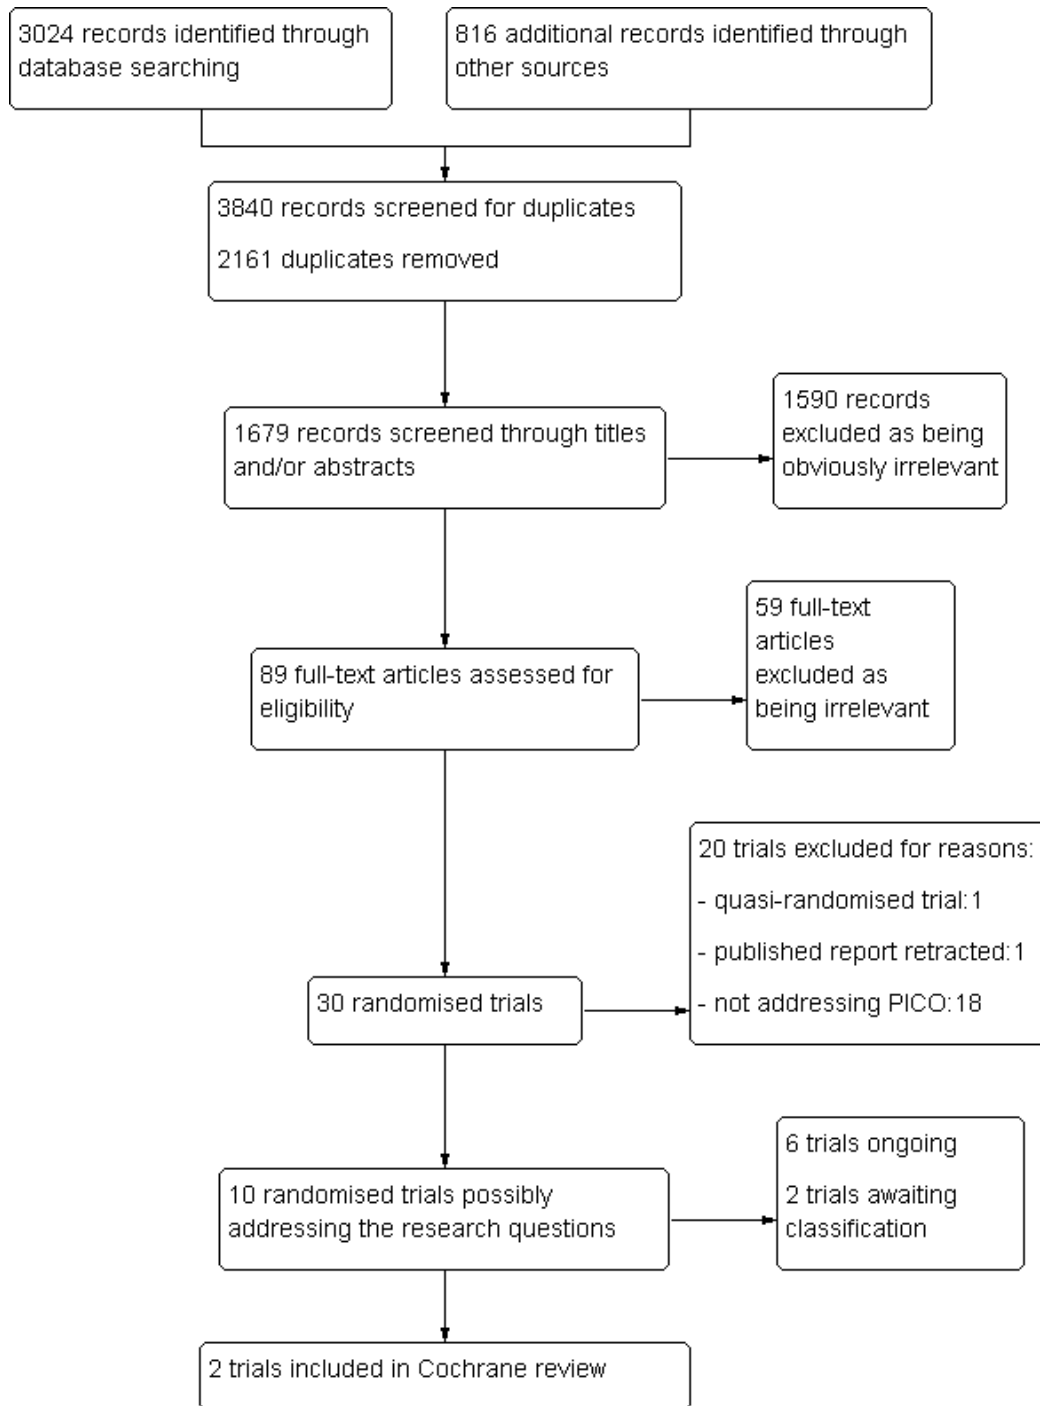 3024 records identified through
database searching
816 additional records identified through
other sources
3840 records screened for duplicates
2161 duplicates removed
1679 records screened through titles
and/or abstracts
1590 records
excluded as being
obviously irrelevant
89 full-text articles assessed for
eligibility
59 full-text
articles
excluded as
being irrelevant
30 randomised trials
20 trials excluded for reasons:
- quasi-randomised trial:1
- published report retracted:1
- not addressing PICO:18
10 randomised trials possibly
addressing the research questions
6 trials ongoing
2 trials awaiting
classification
2 trials included in Cochrane review